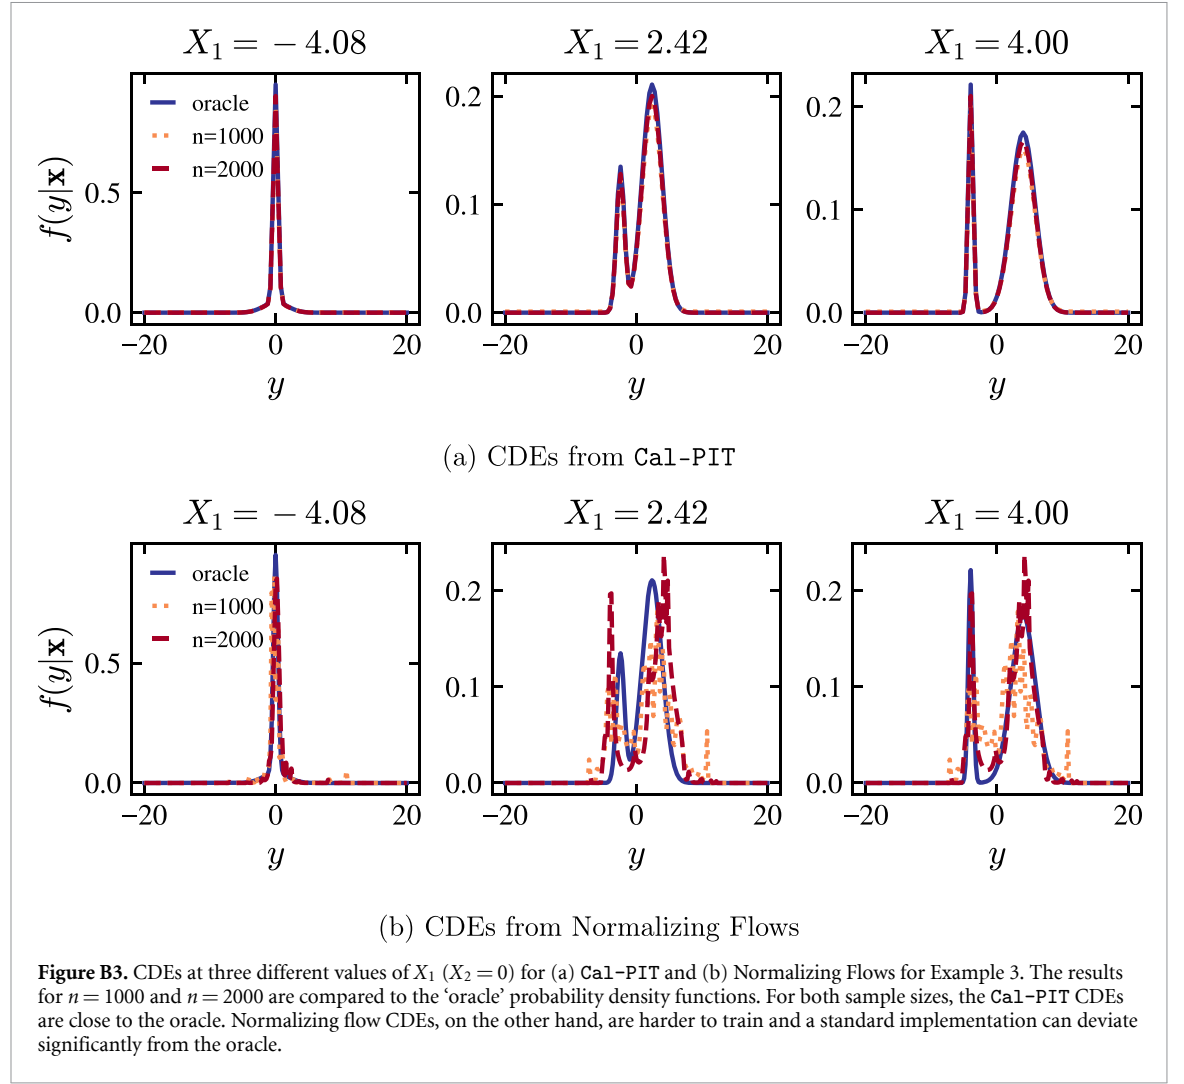 X₁ = −4.08 X₁ = 2.42 X₁ = 4.00
oracle
n=1000
n=2000
f(y|x)
0.5
0.0
0.2
0.1
0.0
0.2
0.1
0.0
−20 0 20 −20 0 20 −20 0 20
y y y
(a) CDEs from Cal-PIT
X₁ = −4.08 X₁ = 2.42 X₁ = 4.00
oracle
n=1000
n=2000
f(y|x)
0.5
0.0
0.2
0.1
0.0
0.2
0.1
0.0
−20 0 20 −20 0 20 −20 0 20
y y y
(b) CDEs from Normalizing Flows
Figure B3. CDEs at three different values of X₁ (X₂ = 0) for (a) Cal-PIT and (b) Normalizing Flows for Example 3. The results
for n = 1000 and n = 2000 are compared to the ‘oracle’ probability density functions. For both sample sizes, the Cal-PIT CDEs
are close to the oracle. Normalizing flow CDEs, on the other hand, are harder to train and a standard implementation can deviate
significantly from the oracle.